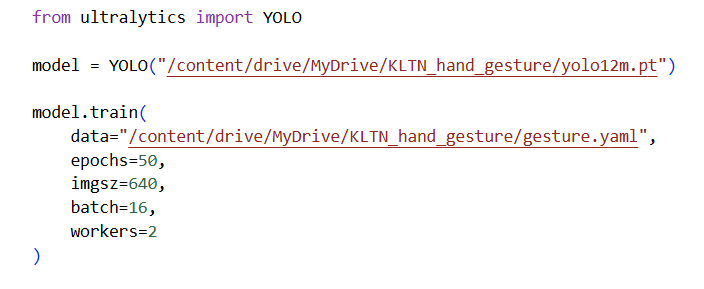 from ultralytics import YOLO
model = YOLO("/content/drive/MyDrive/KLTN_hand_gesture/yolo12m.pt")
model.train(
    data="/content/drive/MyDrive/KLTN_hand_gesture/gesture.yaml",
    epochs=50,
    imgsz=640,
    batch=16,
    workers=2
)